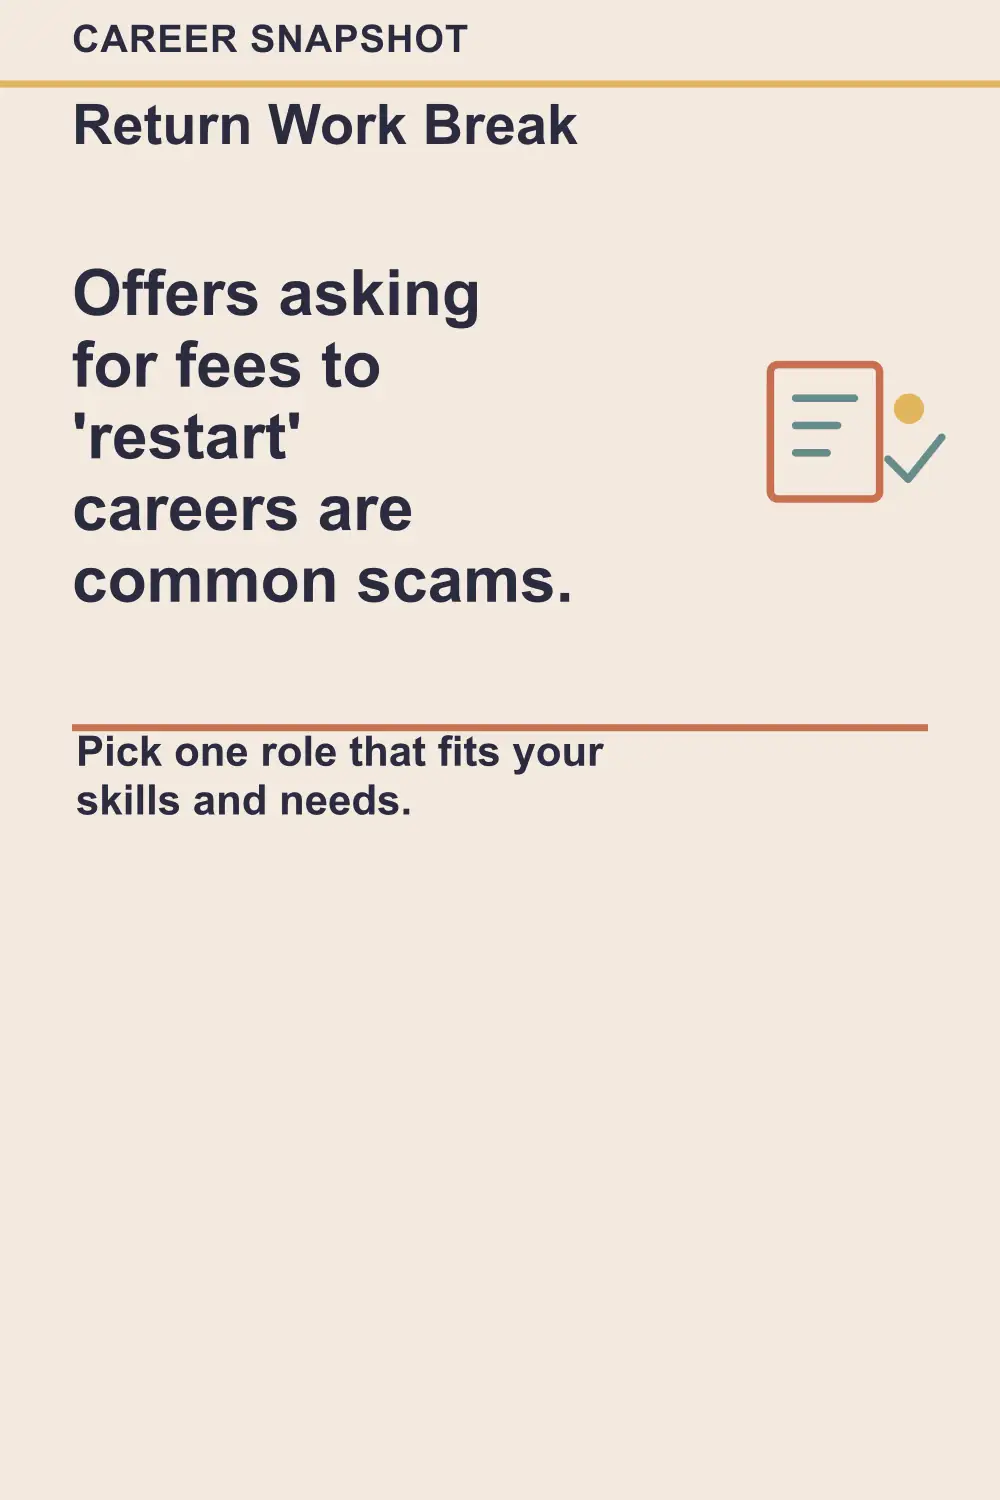 CAREER SNAPSHOT
Return Work Break
Offers asking
for fees to
'restart'
careers are
common scams.
Pick one role that fits your
skills and needs.